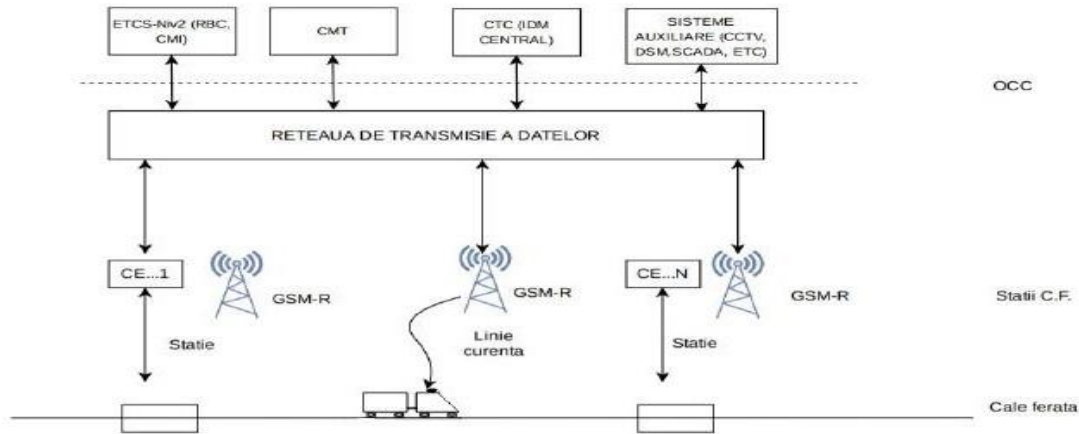 ETCS-Niv2 (RBC,
CMI)
CMT
CTC (IDM
CENTRAL)
SISTEME
AUXILIARE (CCTV,
DSM,SCADA, ETC)
OCC
RETEAUA DE TRANSMISIE A DATELOR
CE...1
GSM-R
GSM-R
CE...N
GSM-R
Statii C.F.
Statie
Linie
curenta
Statie
Cale ferata